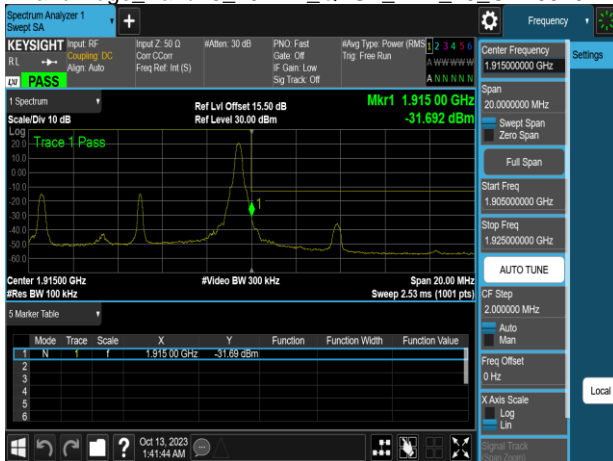 Spectrum Analyzer 1
Swept SA
+
Frequency
KEYSIGHT
RL
Input: RF
Coupling: DC
Align: Auto
Input Z: 50 Ω
Corr CCorr
Freq Ref: Int (S)
#Atten: 30 dB
PNO: Fast
Gate: Off
IF Gain: Low
Sig Track: Off
#Avg Type: Power (RMS
Trig: Free Run
1 2 3 4 5 6
A W W W W W
A N N N N N
LXI PASS
1 Spectrum
Scale/Div 10 dB
Ref Lvl Offset 15.50 dB
Ref Level 30.00 dBm
Mkr1 1.915 00 GHz
-31.692 dBm
Log
Trace 1 Pass
20.0
10.0
0.00
-10.0
-20.0
-30.0
-40.0
-50.0
-60.0
1
Center 1.91500 GHz
#Res BW 100 kHz
#Video BW 300 kHz
Span 20.00 MHz
Sweep 2.53 ms (1001 pts)
5 Marker Table
Mode Trace Scale X Y Function Function Width Function Value
1 N 1 f 1.915 00 GHz -31.69 dBm
2
3
4
5
6
Oct 13, 2023
1:41:44 AM
Center Frequency
1.915000000 GHz
Settings
Span
20.0000000 MHz
Swept Span
Zero Span
Full Span
Start Freq
1.905000000 GHz
Stop Freq
1.925000000 GHz
AUTO TUNE
CF Step
2.000000 MHz
Auto
Man
Freq Offset
0 Hz
Local
X Axis Scale
Log
Lin
Signal Track
(Span Zoom)